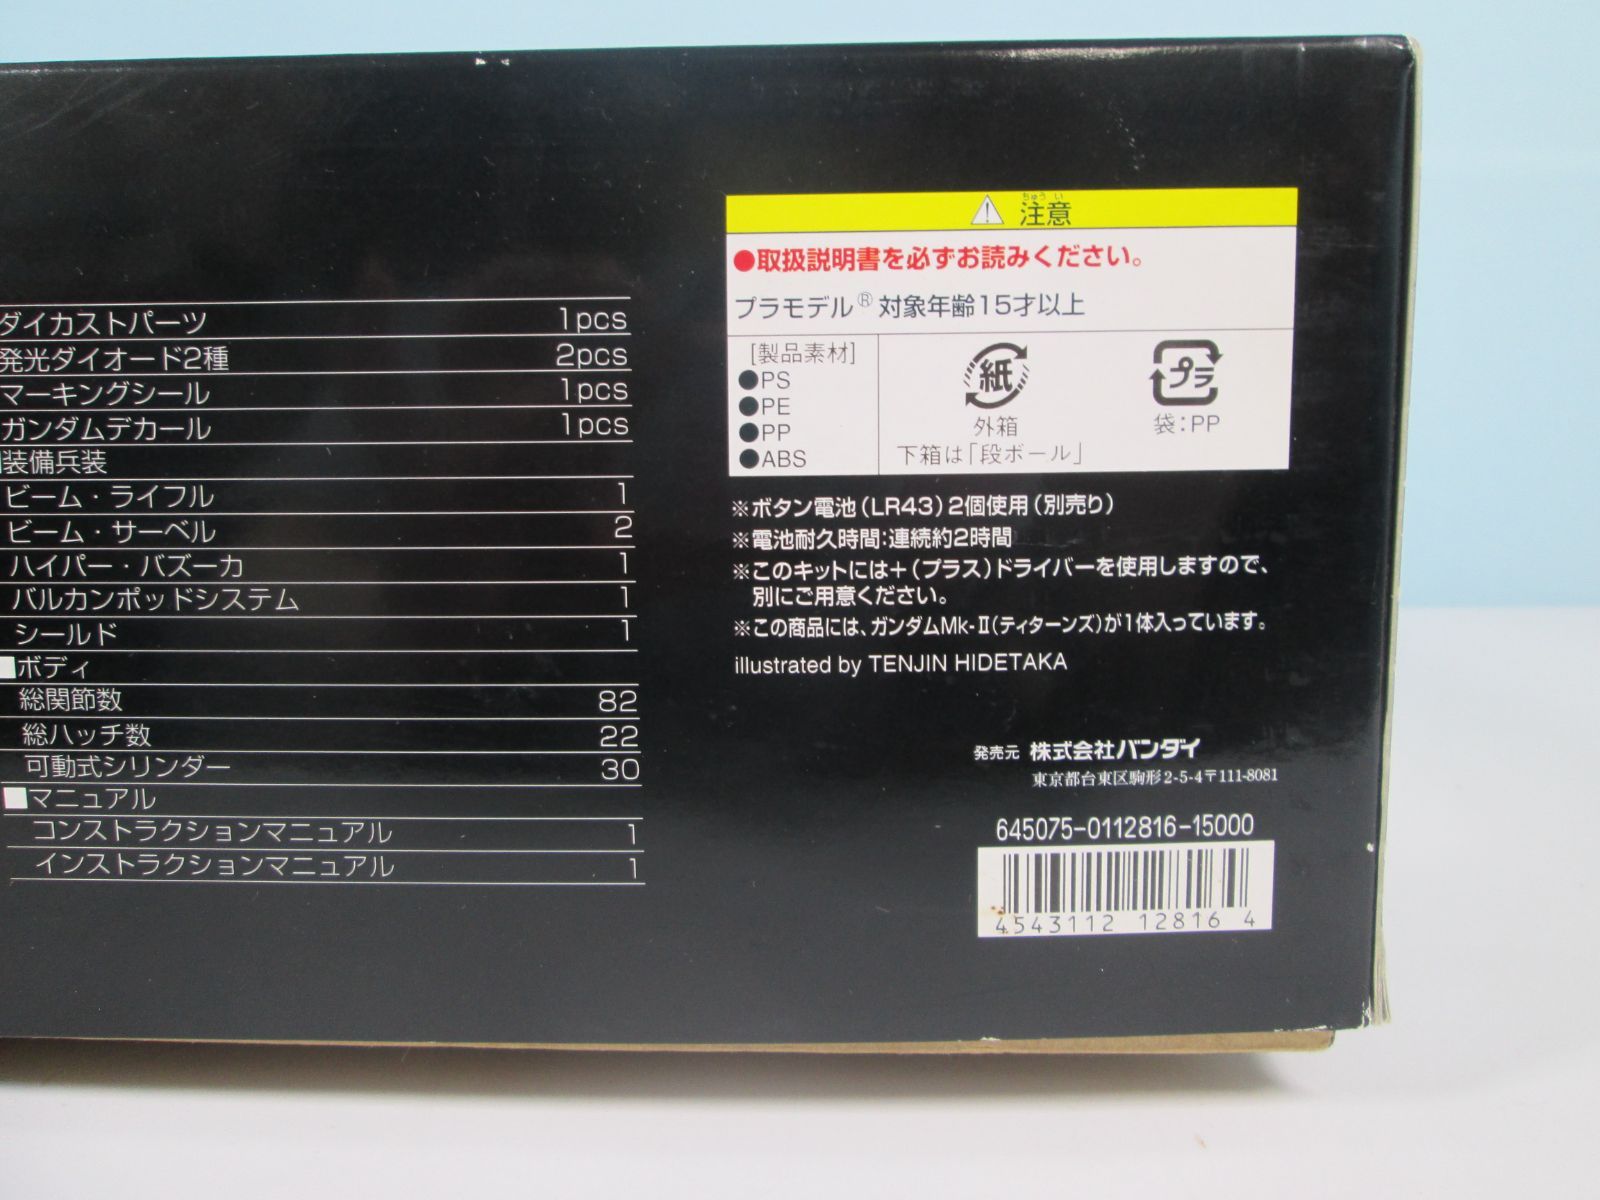 ダイカストパーツ 1pcs
発光ダイオード2種 2pcs
マーキングシール 1pcs
ガンダムデカール 1pcs
■装備兵装
ビーム・ライフル 1
ビーム・サーベル 2
ハイパー・バズーカ 1
バルカンポッドシステム 1
シールド 1
■ボディ
総関節数 82
総ハッチ数 22
可動式シリンダー 30
■マニュアル
コンストラクションマニュアル 1
インストラクションマニュアル 1
ちゅう い
注意
●取扱説明書を必ずお読みください。
プラモデル® 対象年齢15才以上
[製品素材]
●PS
●PE
●PP
●ABS
紙
外箱
下箱は「段ボール」
プラ
袋:PP
※ボタン電池(LR43)2個使用(別売り)
※電池耐久時間:連続約2時間
※このキットには+(プラス)ドライバーを使用しますので、
別にご用意ください。
※この商品には、ガンダムMk-Ⅱ(ティターンズ)が1体入っています。
illustrated by TENJIN HIDETAKA
発売元 株式会社バンダイ
東京都台東区駒形2-5-4〒111-8081
645075-0112816-15000
4543112 128164